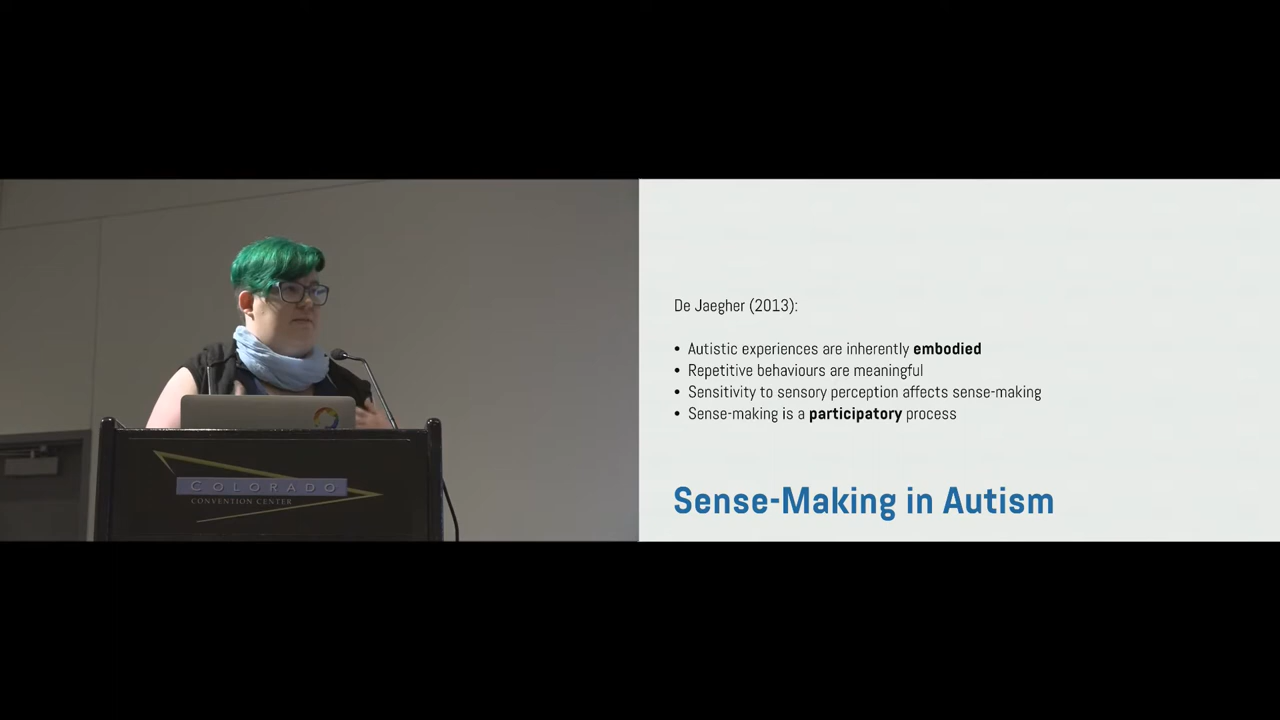 COLORADO
CONVENTION CENTER
De Jaegher (2013):
• Autistic experiences are inherently embodied
• Repetitive behaviours are meaningful
• Sensitivity to sensory perception affects sense-making
• Sense-making is a participatory process
Sense-Making in Autism